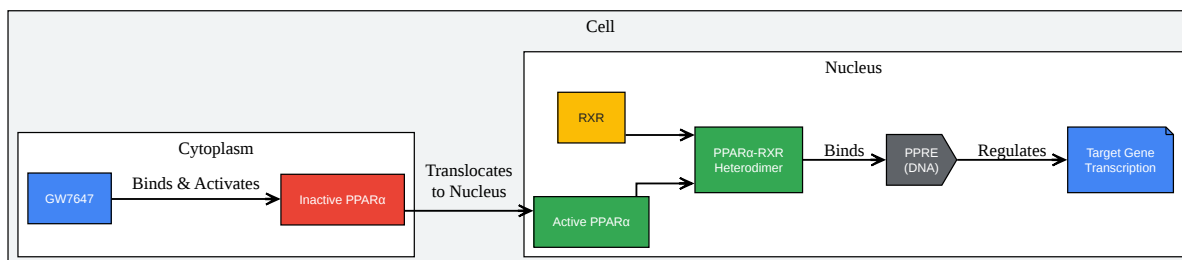 Cell
Cytoplasm
GW7647
Binds & Activates
Inactive PPARα
Translocates
to Nucleus
Nucleus
RXR
Active PPARα
PPARα-RXR
Heterodimer
Binds
PPRE
(DNA)
Regulates
Target Gene
Transcription